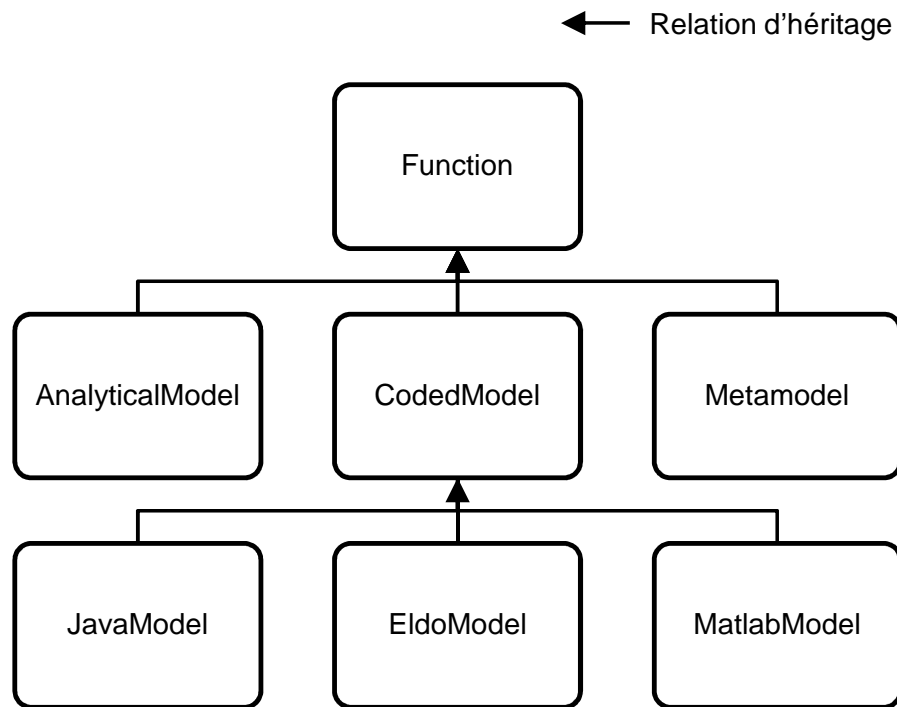 Relation d’héritage
Function
AnalyticalModel
CodedModel
Metamodel
JavaModel
EldoModel
MatlabModel